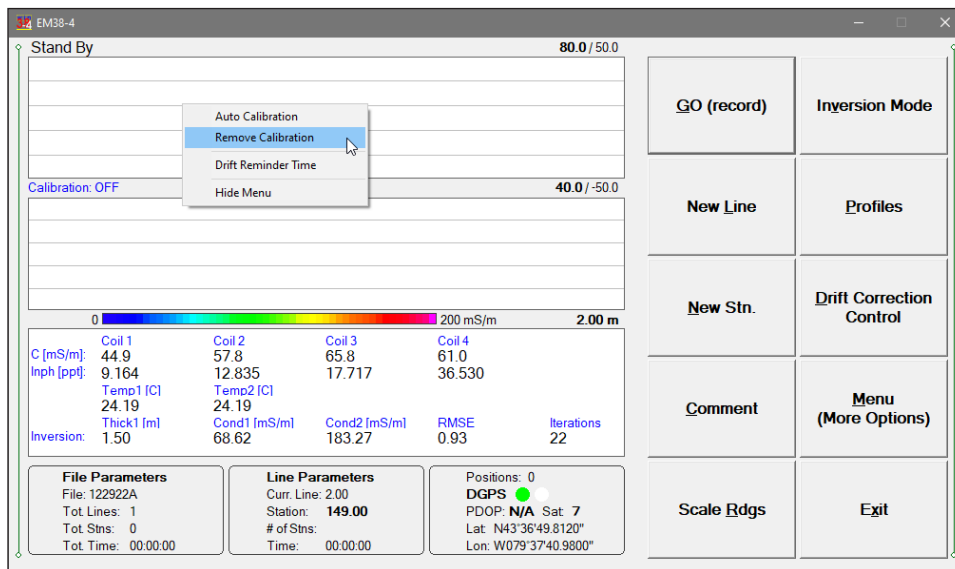 EM38-4
Stand By 80.0 / 50.0
Auto Calibration
Remove Calibration
Drift Reminder Time
Hide Menu
Calibration: OFF 40.0 / -50.0
0 200 mS/m 2.00 m
Coil 1 Coil 2 Coil 3 Coil 4
C [mS/m]: 44.9 57.8 65.8 61.0
Inph [ppt]: 9.164 12.835 17.717 36.530
Temp1 [C] Temp2 [C]
24.19 24.19
Thick1 [m] Cond1 [mS/m] Cond2 [mS/m] RMSE Iterations
Inversion: 1.50 68.62 183.27 0.93 22
File Parameters
File: 122922A
Tot. Lines: 1
Tot. Stns: 0
Tot. Time: 00:00:00
Line Parameters
Curr. Line: 2.00
Station: 149.00
# of Stns:
Time: 00:00:00
Positions: 0
DGPS
PDOP: N/A Sat: 7
Lat: N43°36'49.8120"
Lon: W079°37'40.9800"
GO (record)
Inversion Mode
New Line
Profiles
New Stn.
Drift Correction
Control
Comment
Menu
(More Options)
Scale Rdgs
Exit